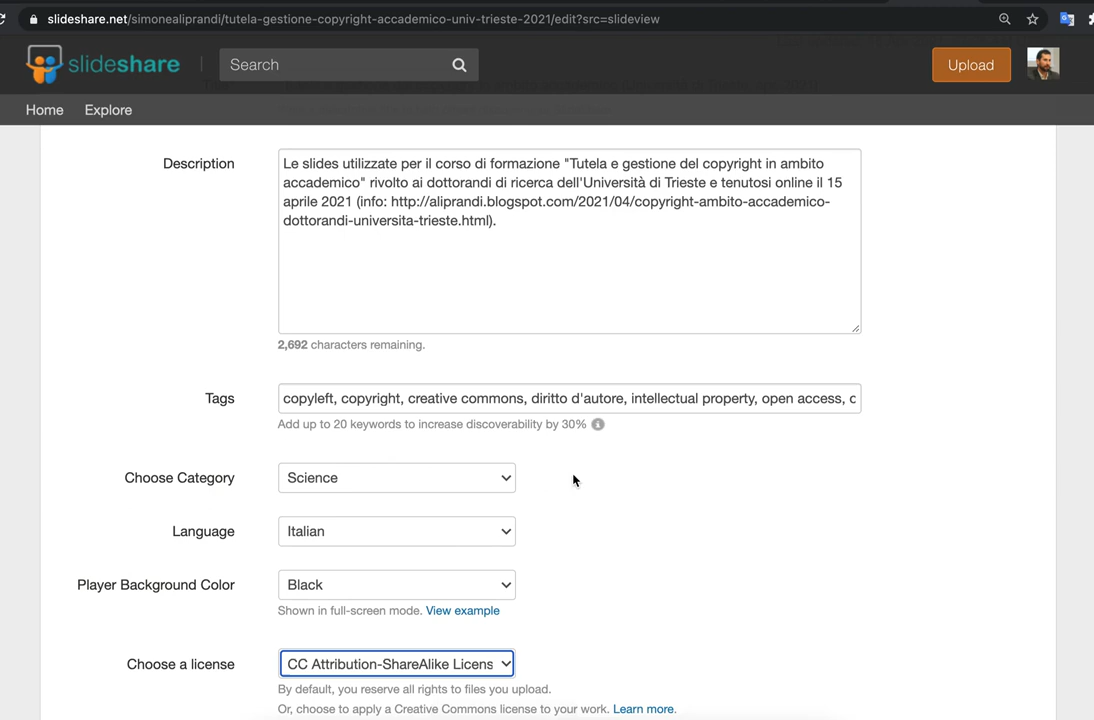 slideshare.net/simonealiprandi/tutela-gestione-copyright-accademico-univ-trieste-2021/edit?src=slideview
slideshare
Search
Upload
Home
Explore
Description
Le slides utilizzate per il corso di formazione "Tutela e gestione del copyright in ambito
accademico" rivolto ai dottorandi di ricerca dell'Università di Trieste e tenutosi online il 15
aprile 2021 (info: http://aliprandi.blogspot.com/2021/04/copyright-ambito-accademico-
dottorandi-universita-trieste.html).
2,692 characters remaining.
Tags
copyleft, copyright, creative commons, diritto d'autore, intellectual property, open access, c
Add up to 20 keywords to increase discoverability by 30%
Choose Category
Science
Language
Italian
Player Background Color
Black
Shown in full-screen mode. View example
Choose a license
CC Attribution-ShareAlike Licens
By default, you reserve all rights to files you upload.
Or, choose to apply a Creative Commons license to your work. Learn more.